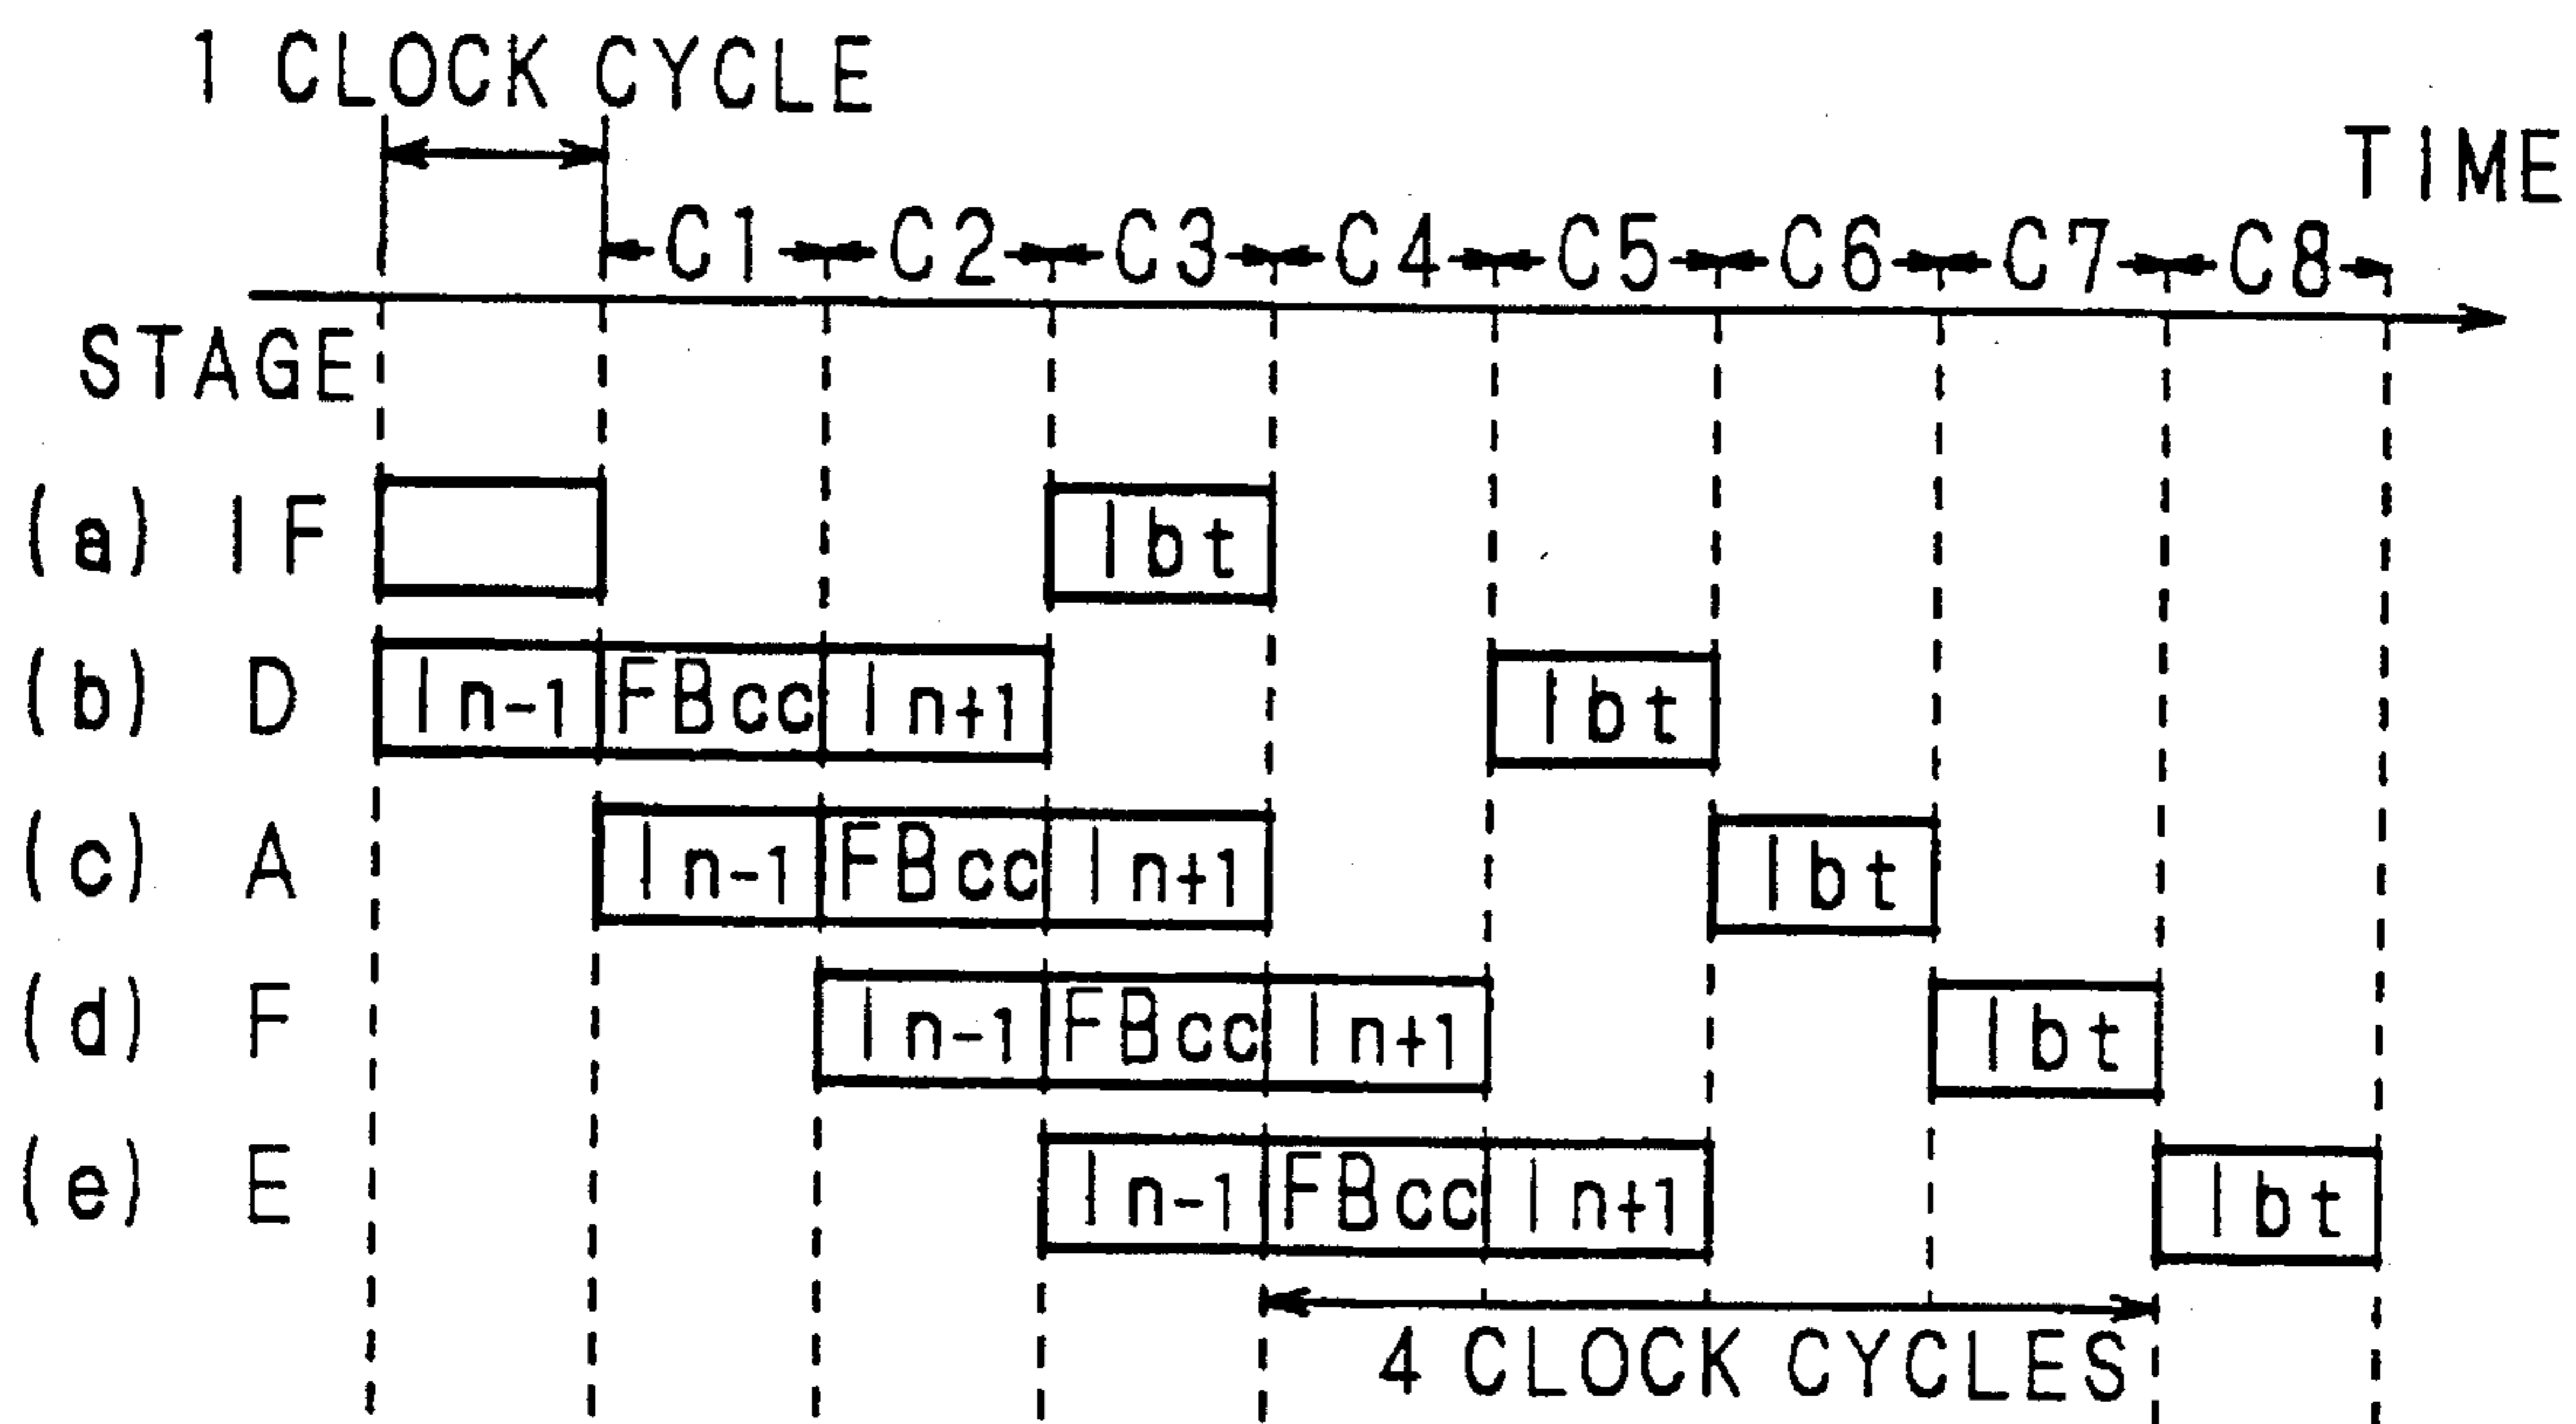 1 CLOCK CYCLE
TIME
C1 C2 C3 C4 C5 C6 C7 C8
STAGE
(a) IF Ibt
(b) D In-1 FBcc In+1 Ibt
(c) A In-1 FBcc In+1 Ibt
(d) F In-1 FBcc In+1 Ibt
(e) E In-1 FBcc In+1 Ibt
4 CLOCK CYCLES